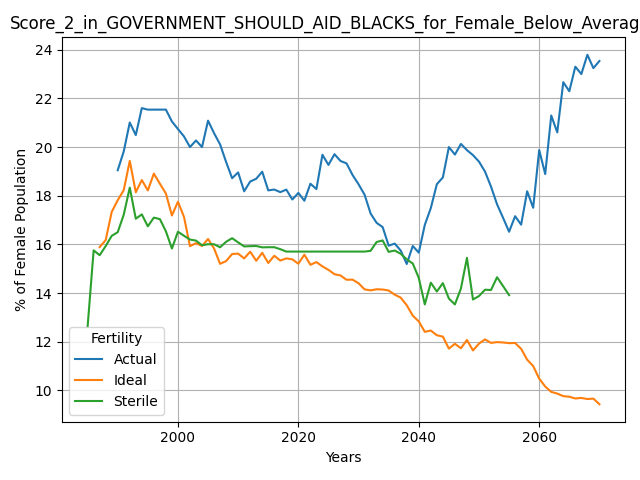 Score_2_in_GOVERNMENT_SHOULD_AID_BLACKS_for_Female_Below_Averag
24
22
20
18
16
14
12
10
% of Female Population
Fertility
Actual
Ideal
Sterile
2000
2020
2040
2060
Years